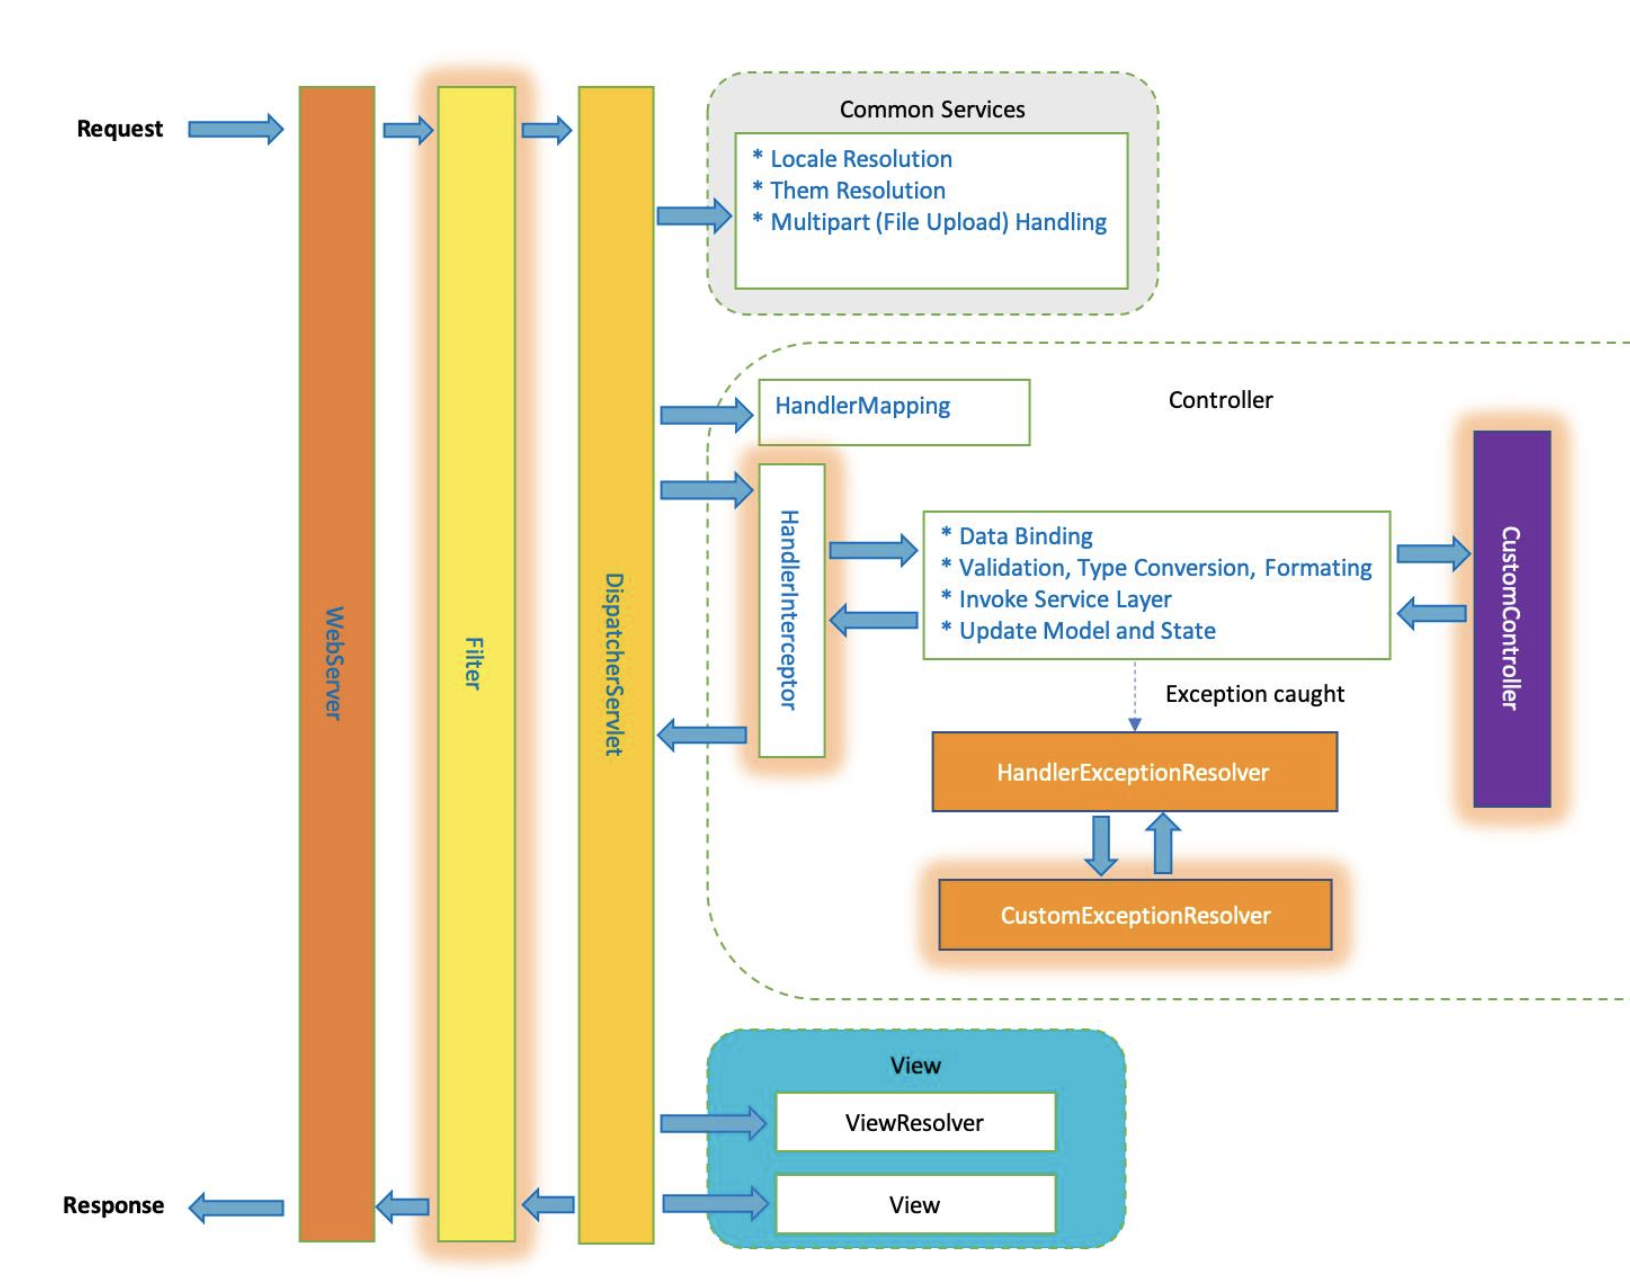 Request
WebServer
Filter
DispatcherServlet
Common Services
* Locale Resolution
* Them Resolution
* Multipart (File Upload) Handling
Controller
HandlerMapping
HandlerInterceptor
* Data Binding
* Validation, Type Conversion, Formating
* Invoke Service Layer
* Update Model and State
CustomController
Exception caught
HandlerExceptionResolver
CustomExceptionResolver
View
ViewResolver
View
Response